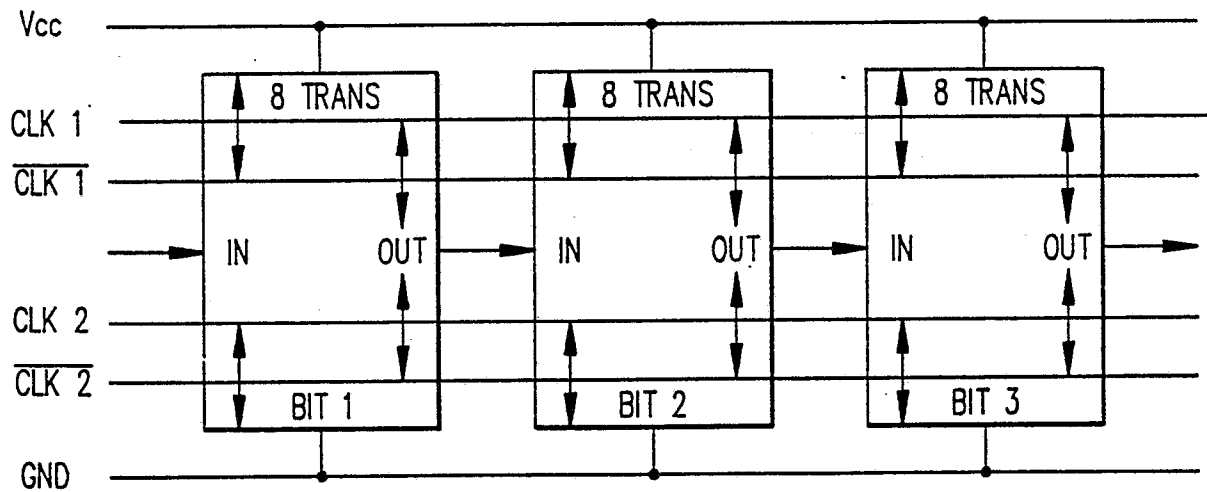 Vcc
8 TRANS 8 TRANS 8 TRANS
CLK 1
CLK 1
IN OUT IN OUT IN OUT
CLK 2
CLK 2
BIT 1 BIT 2 BIT 3
GND